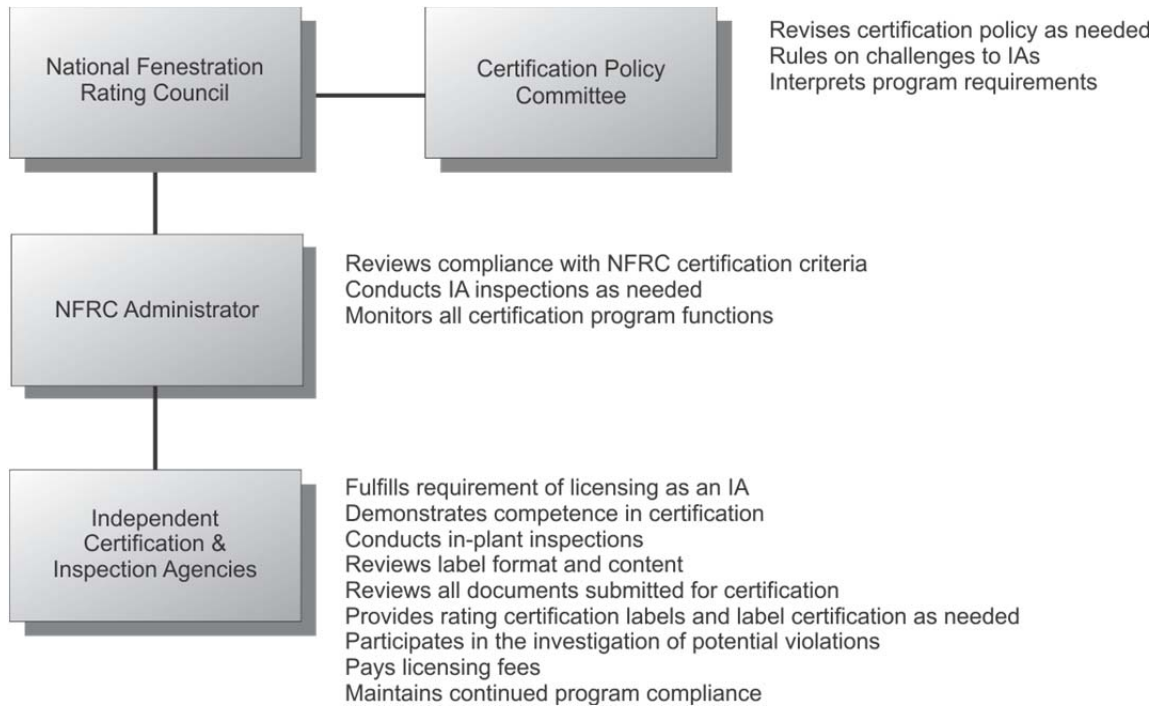 National Fenestration
Rating Council
Certification Policy
Committee
Revises certification policy as needed
Rules on challenges to IAs
Interprets program requirements
NFRC Administrator
Reviews compliance with NFRC certification criteria
Conducts IA inspections as needed
Monitors all certification program functions
Independent
Certification &
Inspection Agencies
Fulfills requirement of licensing as an IA
Demonstrates competence in certification
Conducts in-plant inspections
Reviews label format and content
Reviews all documents submitted for certification
Provides rating certification labels and label certification as needed
Participates in the investigation of potential violations
Pays licensing fees
Maintains continued program compliance